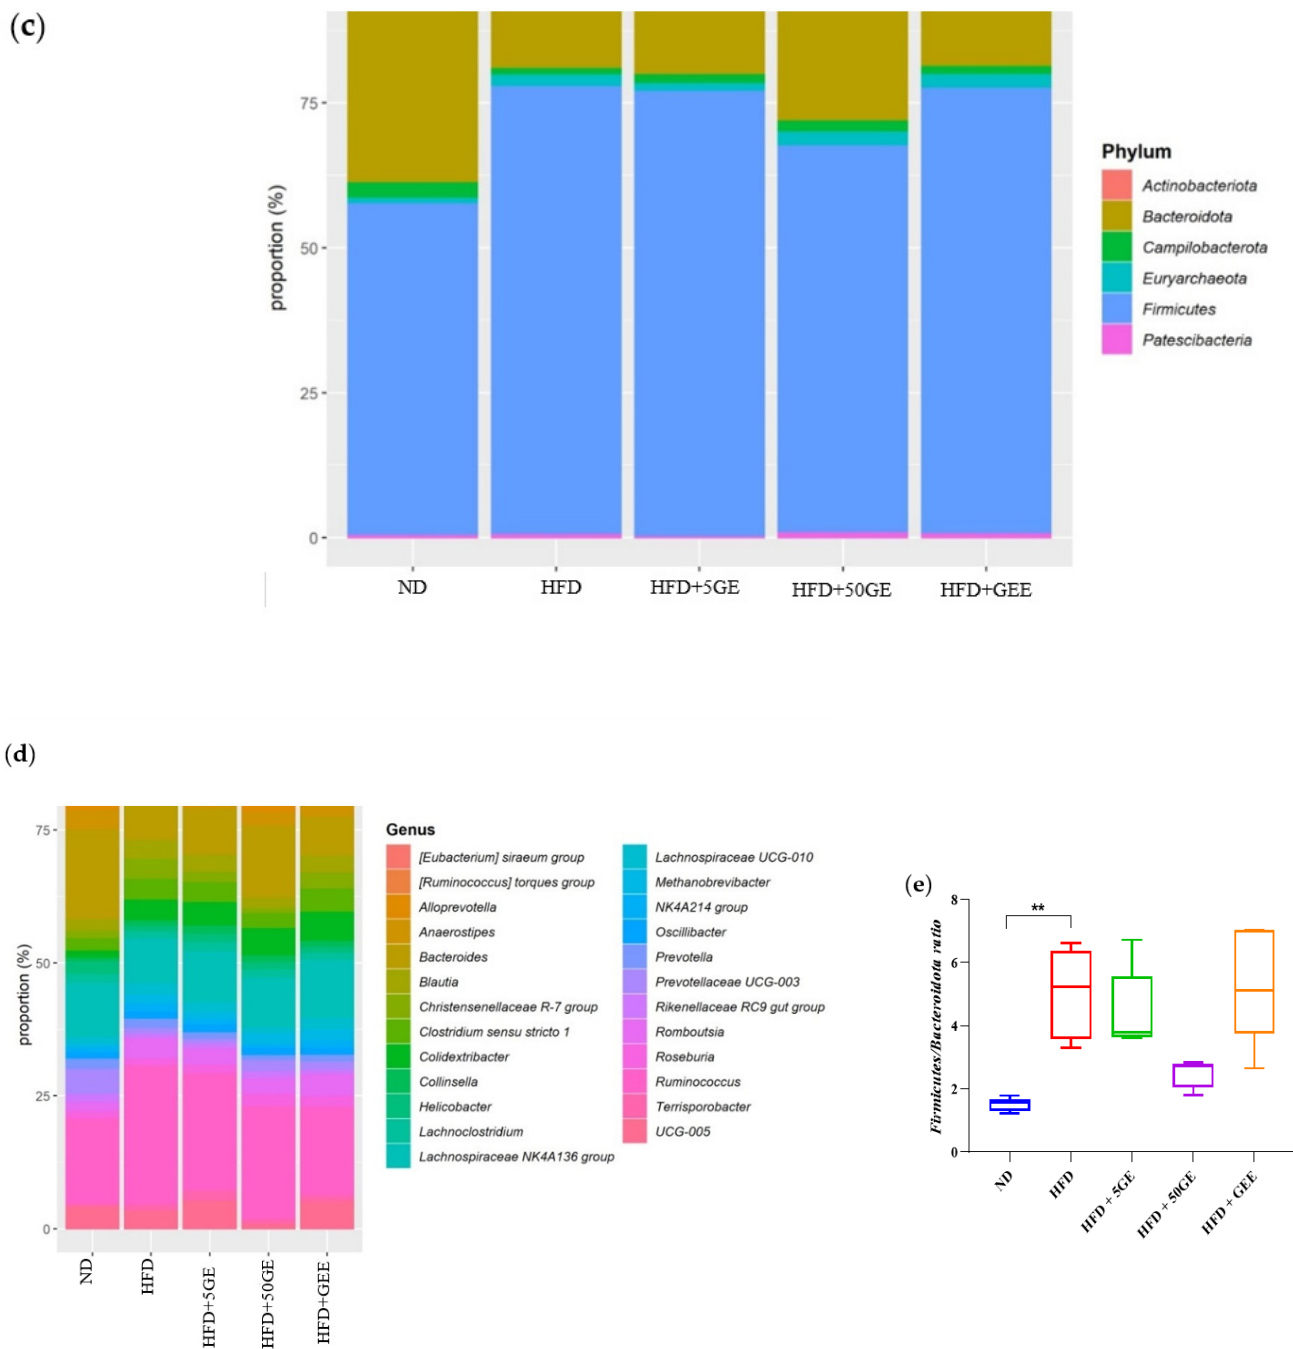 (c)
75
50
25
0
proportion (%)
ND
HFD
HFD+5GE
HFD+50GE
HFD+GEE
Phylum
Actinobacteriota
Bacteroidota
Campilobacterota
Euryarchaeota
Firmicutes
Patescibacteria
(d)
75
50
25
0
proportion (%)
ND
HFD
HFD+5GE
HFD+50GE
HFD+GEE
Genus
[Eubacterium] siraeum group
[Ruminococcus] torques group
Alloprevotella
Anaerostipes
Bacteroides
Blautia
Christensenellaceae R-7 group
Clostridium sensu stricto 1
Colidextribacter
Collinsella
Helicobacter
Lachnoclostridium
Lachnospiraceae NK4A136 group
Lachnospiraceae UCG-010
Methanobrevibacter
NK4A214 group
Oscillibacter
Prevotella
Prevotellaceae UCG-003
Rikenellaceae RC9 gut group
Romboutsia
Roseburia
Ruminococcus
Terrisporobacter
UCG-005
(e)
Firmicutes/Bacteroidota ratio
8
6
4
2
0
**
ND
HFD
HFD + 5GE
HFD + 50GE
HFD + GEE